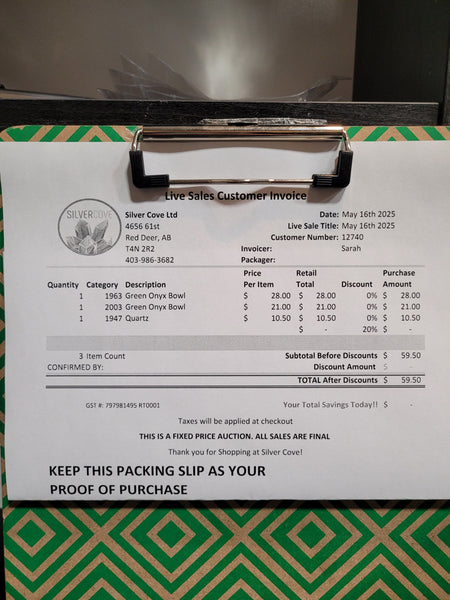 Live Sales Customer Invoice
SILVERCOVE
Silver Cove Ltd
4656 61st
Red Deer, AB
T4N 2R2
403-986-3682
Date: May 16th 2025
Live Sale Title: May 16th 2025
Customer Number: 12740
Invoicer: Sarah
Packager:
Quantity Category Description Price Per Item Retail Total Discount Purchase Amount
1 1963 Green Onyx Bowl $ 28.00 $ 28.00 0% $ 28.00
1 2003 Green Onyx Bowl $ 21.00 $ 21.00 0% $ 21.00
1 1947 Quartz $ 10.50 $ 10.50 0% $ 10.50
$ - 20% $ -
3 Item Count Subtotal Before Discounts $ 59.50
CONFIRMED BY: Discount Amount $ -
TOTAL After Discounts $ 59.50
GST #: 797981495 RT0001 Your Total Savings Today!! $ -
Taxes will be applied at checkout
THIS IS A FIXED PRICE AUCTION. ALL SALES ARE FINAL
Thank you for Shopping at Silver Cove!
KEEP THIS PACKING SLIP AS YOUR
PROOF OF PURCHASE